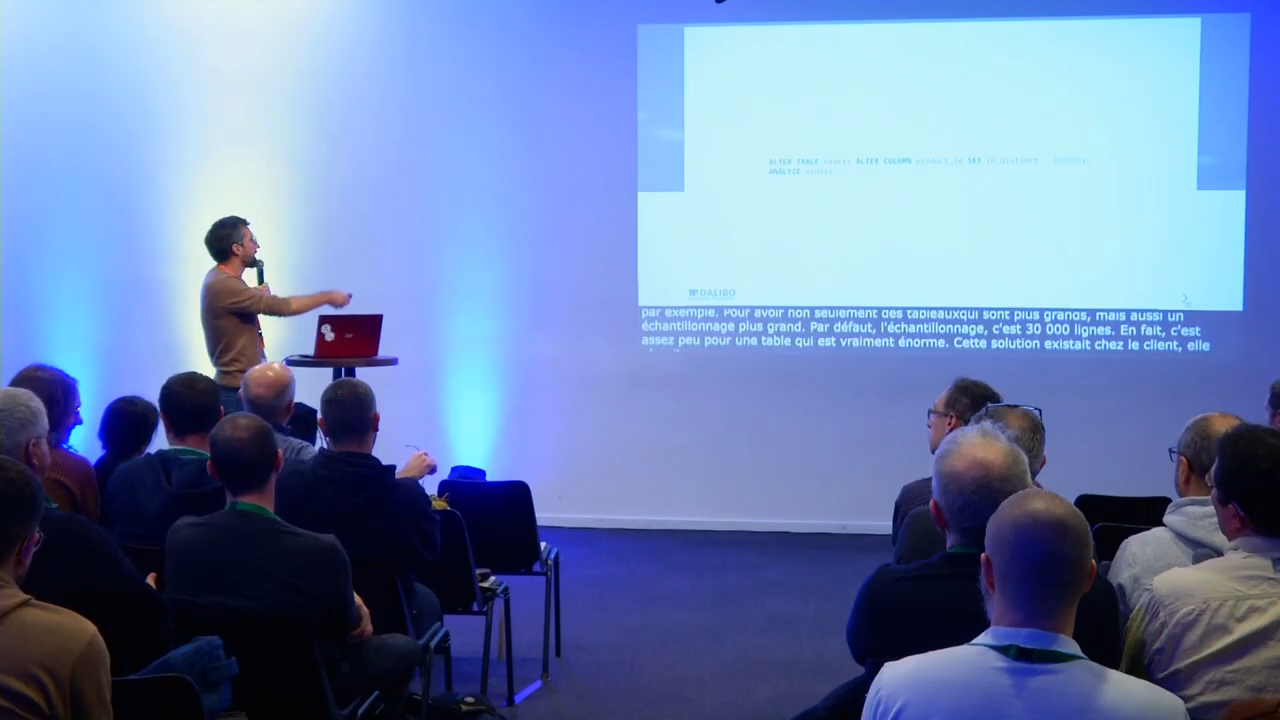 ALTER TABLE orders ALTER COLUMN product_id SET (n_distinct
ANALYZE orders
DALIBO
par exemple. Pour avoir non seulement des tableauxqui sont plus grands, mais aussi un
échantillonnage plus grand. Par défaut, l'échantillonnage, c'est 30 000 lignes. En fait, c'est
assez peu pour une table qui est vraiment énorme. Cette solution existait chez le client, elle